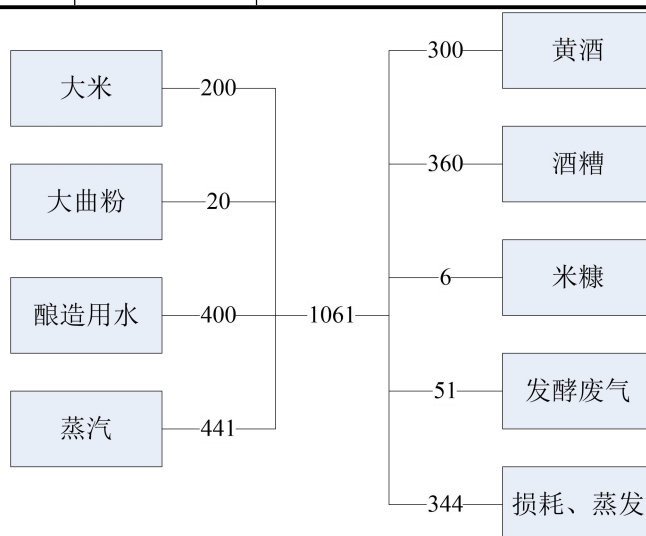 大米
200
大曲粉
20
酿造用水
400
蒸汽
441
1061
300
黄酒
360
酒糟
6
米糠
51
发酵废气
344
损耗、蒸发